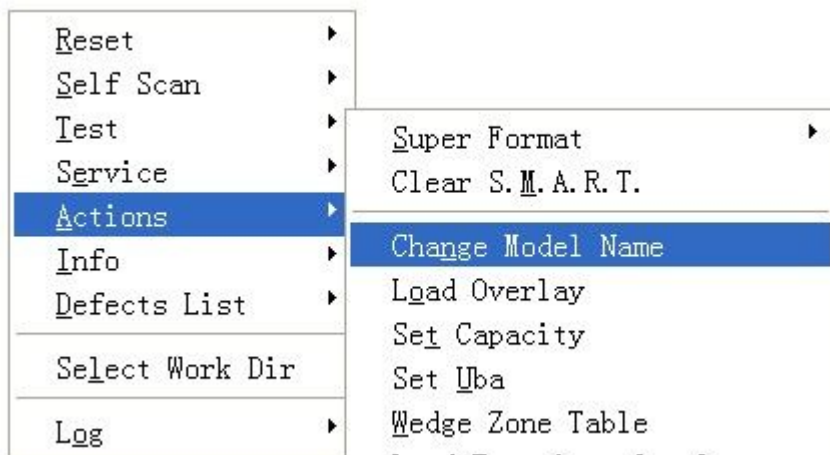 Reset
Self Scan
Test
Service
Actions
Info
Defects List
Select Work Dir
Log
Super Format
Clear S.M.A.R.T.
Change Model Name
Load Overlay
Set Capacity
Set Uba
Wedge Zone Table